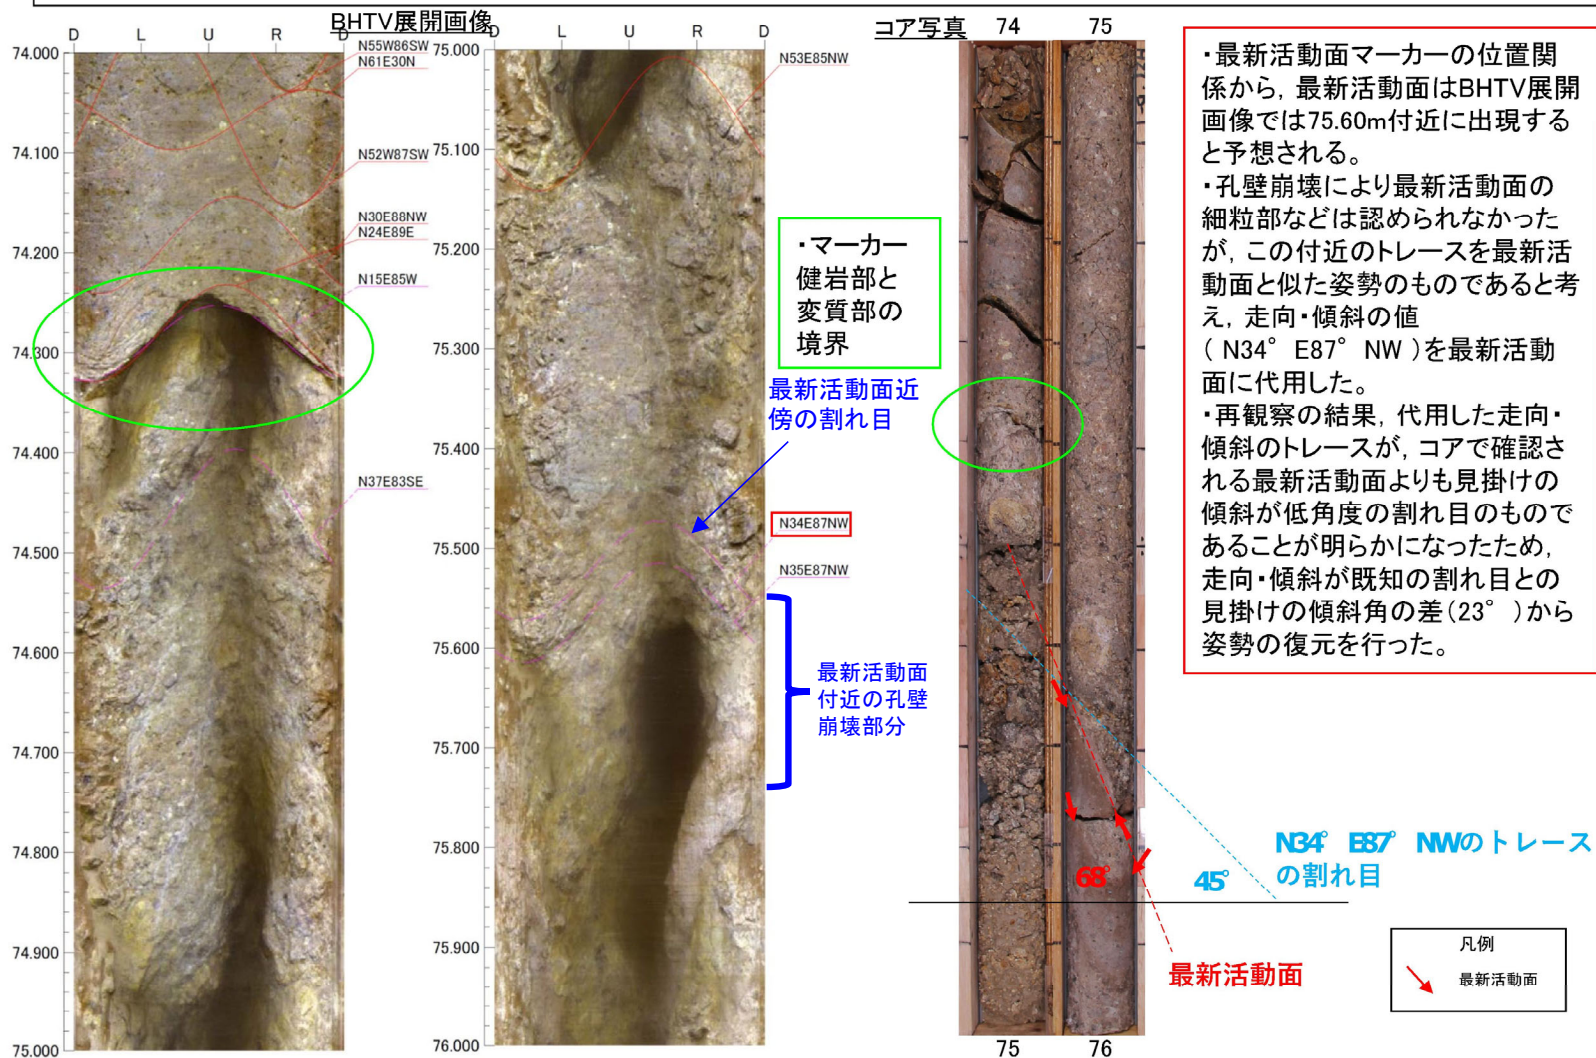 BHTV展開画像
D L U R D
74.000
74.100
74.200
74.300
74.400
74.500
74.600
74.700
74.800
74.900
75.000
N55W86SW
N61E30N
N52W87SW
N30E88NW
N24E89E
N15E85W
N37E83SE
D L U R D
75.000
75.100
75.200
75.300
75.400
75.500
75.600
75.700
75.800
75.900
76.000
N53E85NW
N34E87NW
N35E87NW
・マーカー
健岩部と
変質部の
境界
最新活動面近
傍の割れ目
最新活動面
付近の孔壁
崩壊部分
コア写真
74 75
68°
45°
N34°E87°NWのトレース
の割れ目
最新活動面
75 76
・最新活動面マーカーの位置関
係から，最新活動面はBHTV展開
画像では75.60m付近に出現する
と予想される。
・孔壁崩壊により最新活動面の
細粒部などは認められなかった
が，この付近のトレースを最新活
動面と似た姿勢のものであると考
え，走向・傾斜の値
（N34°E87°NW）を最新活動
面に代用した。
・再観察の結果，代用した走向・
傾斜のトレースが，コアで確認さ
れる最新活動面よりも見掛けの
傾斜が低角度の割れ目のもので
あることが明らかになったため，
走向・傾斜が既知の割れ目との
見掛けの傾斜角の差（23°）から
姿勢の復元を行った。
凡例
最新活動面